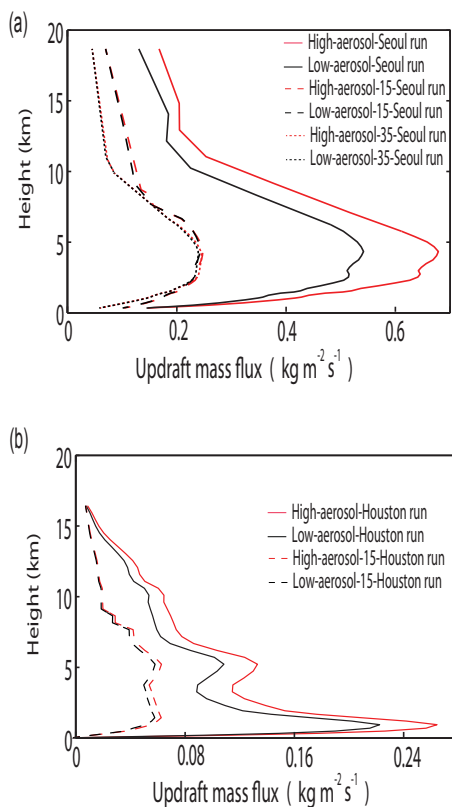 (a)
20
15
10
5
0
Height (km)
High-aerosol-Seoul run
Low-aerosol-Seoul run
High-aerosol-15-Seoul run
Low-aerosol-15-Seoul run
High-aerosol-35-Seoul run
Low-aerosol-35-Seoul run
0 0.2 0.4 0.6
Updraft mass flux ( kg m⁻² s⁻¹)
(b)
20
15
10
5
0
Height (km)
High-aerosol-Houston run
Low-aerosol-Houston run
High-aerosol-15-Houston run
Low-aerosol-15-Houston run
0 0.08 0.16 0.24
Updraft mass flux ( kg m⁻² s⁻¹)